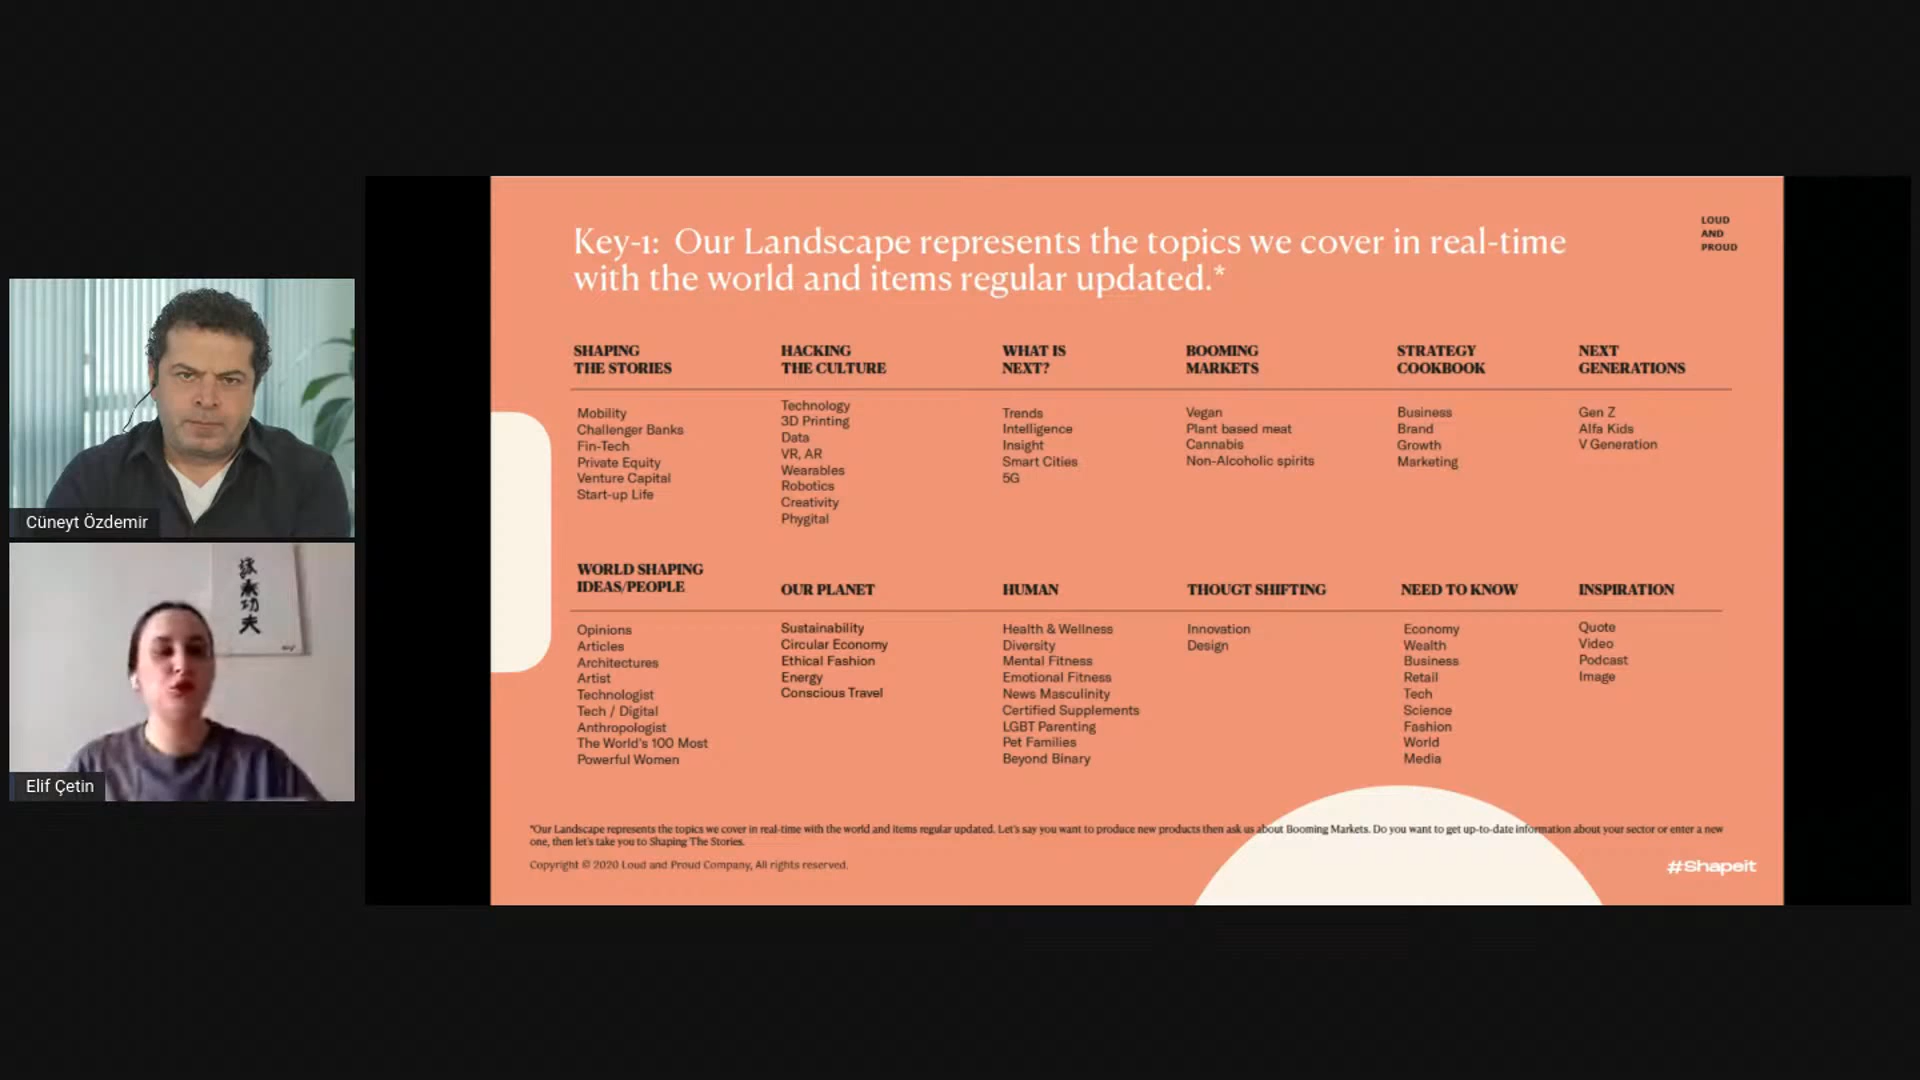 Key-1: Our Landscape represents the topics we cover in real-time
with the world and items regular updated.*
LOUD
AND
PROUD
SHAPING
THE STORIES
Mobility
Challenger Banks
Fin-Tech
Private Equity
Venture Capital
Start-up Life
HACKING
THE CULTURE
Technology
3D Printing
Data
VR, AR
Wearables
Robotics
Creativity
Phygital
WHAT IS
NEXT?
Trends
Intelligence
Insight
Smart Cities
5G
BOOMING
MARKETS
Vegan
Plant based meat
Cannabis
Non-Alcoholic spirits
STRATEGY
COOKBOOK
Business
Brand
Growth
Marketing
NEXT
GENERATIONS
Gen Z
Alfa Kids
V Generation
WORLD SHAPING
IDEAS/PEOPLE
Opinions
Articles
Architectures
Artist
Technologist
Tech / Digital
Anthropologist
The World's 100 Most
Powerful Women
OUR PLANET
Sustainability
Circular Economy
Ethical Fashion
Energy
Conscious Travel
HUMAN
Health & Wellness
Diversity
Mental Fitness
Emotional Fitness
News Masculinity
Certified Supplements
LGBT Parenting
Pet Families
Beyond Binary
THOUGT SHIFTING
Innovation
Design
NEED TO KNOW
Economy
Wealth
Business
Retail
Tech
Science
Fashion
World
Media
INSPIRATION
Quote
Video
Podcast
Image
*Our Landscape represents the topics we cover in real-time with the world and items regular updated. Let's say you want to produce new products then ask us about Booming Markets. Do you want to get up-to-date information about your sector or enter a new
one, then let's take you to Shaping The Stories.
Copyright © 2020 Loud and Proud Company, All rights reserved.
#Shapeit
Cüneyt Özdemir
功夫
Elif Çetin